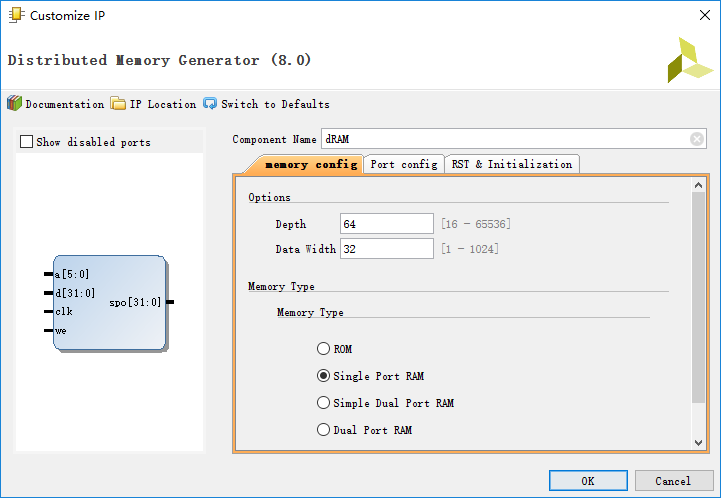 Customize IP
Distributed Memory Generator (8.0)
Documentation IP Location Switch to Defaults
Show disabled ports
a[5:0]
d[31:0]
clk
we
spo[31:0]
Component Name dRAM
memory config Port config RST & Initialization
Options
Depth 64 [16 - 65536]
Data Width 32 [1 - 1024]
Memory Type
Memory Type
ROM
Single Port RAM
Simple Dual Port RAM
Dual Port RAM
OK Cancel